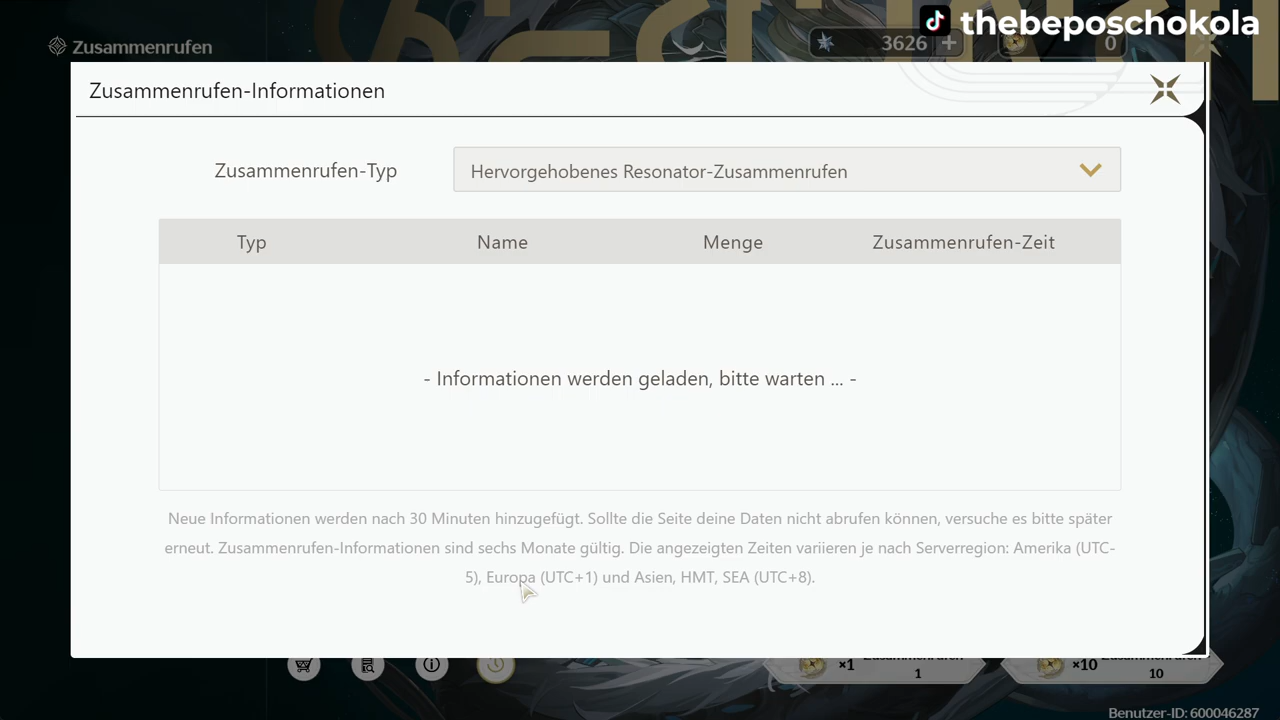 thebeposchokola
Zusammenrufen
3626
0
Zusammenrufen-Informationen
Zusammenrufen-Typ
Hervorgehobenes Resonator-Zusammenrufen
Typ Name Menge Zusammenrufen-Zeit
- Informationen werden geladen, bitte warten ... -
Neue Informationen werden nach 30 Minuten hinzugefügt. Sollte die Seite deine Daten nicht abrufen können, versuche es bitte später
erneut. Zusammenrufen-Informationen sind sechs Monate gültig. Die angezeigten Zeiten variieren je nach Serverregion: Amerika (UTC-
5), Europa (UTC+1) und Asien, HMT, SEA (UTC+8).
×1 Zusammenrufen
1
×10 Zusammenrufen
10
Benutzer-ID: 600046287